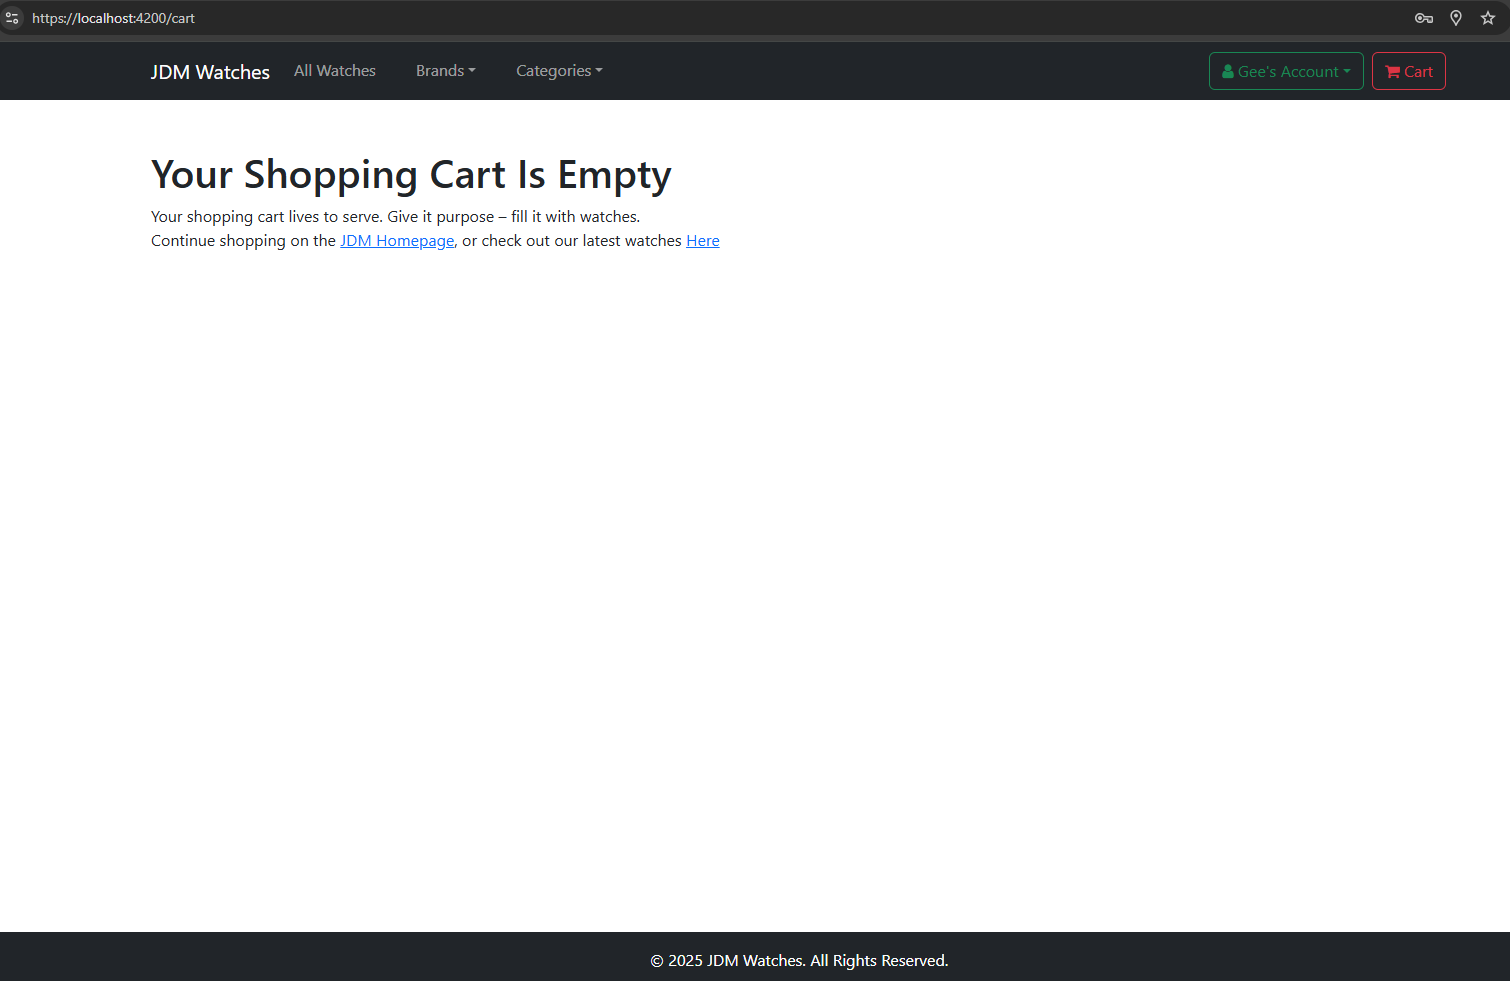 https://localhost:4200/cart
JDM Watches All Watches Brands Categories Gee's Account Cart
Your Shopping Cart Is Empty
Your shopping cart lives to serve. Give it purpose – fill it with watches.
Continue shopping on the JDM Homepage, or check out our latest watches Here
© 2025 JDM Watches. All Rights Reserved.